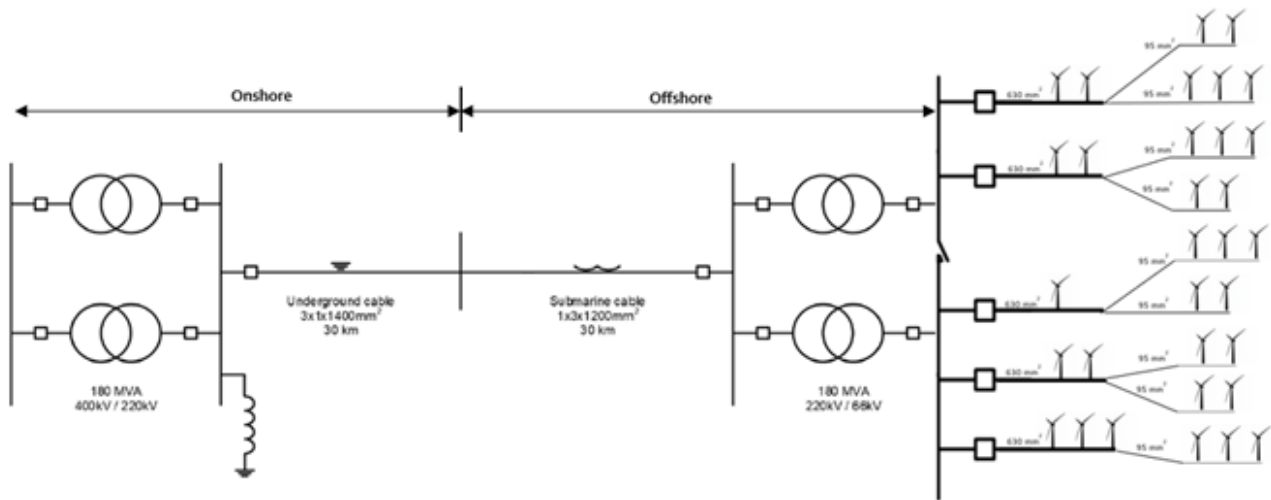 Onshore
Offshore
Underground cable
3x1x1400mm²
30 km
Submarine cable
1x3x1200mm²
30 km
180 MVA
400kV / 220kV
180 MVA
220kV / 66kV
630 mm²
95 mm²
95 mm²
630 mm²
95 mm²
95 mm²
630 mm²
95 mm²
95 mm²
630 mm²
95 mm²
95 mm²
630 mm²
95 mm²